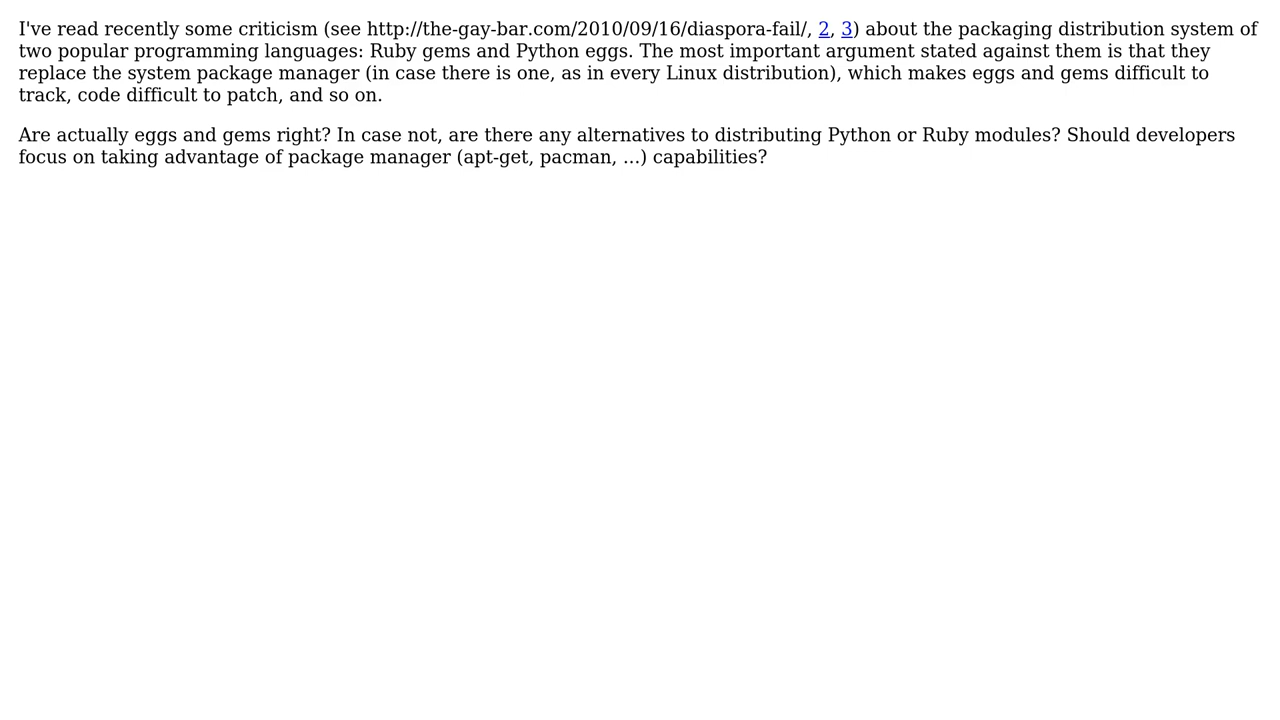 I've read recently some criticism (see http://the-gay-bar.com/2010/09/16/diaspora-fail/, 2, 3) about the packaging distribution system of
two popular programming languages: Ruby gems and Python eggs. The most important argument stated against them is that they
replace the system package manager (in case there is one, as in every Linux distribution), which makes eggs and gems difficult to
track, code difficult to patch, and so on.
Are actually eggs and gems right? In case not, are there any alternatives to distributing Python or Ruby modules? Should developers
focus on taking advantage of package manager (apt-get, pacman, ...) capabilities?